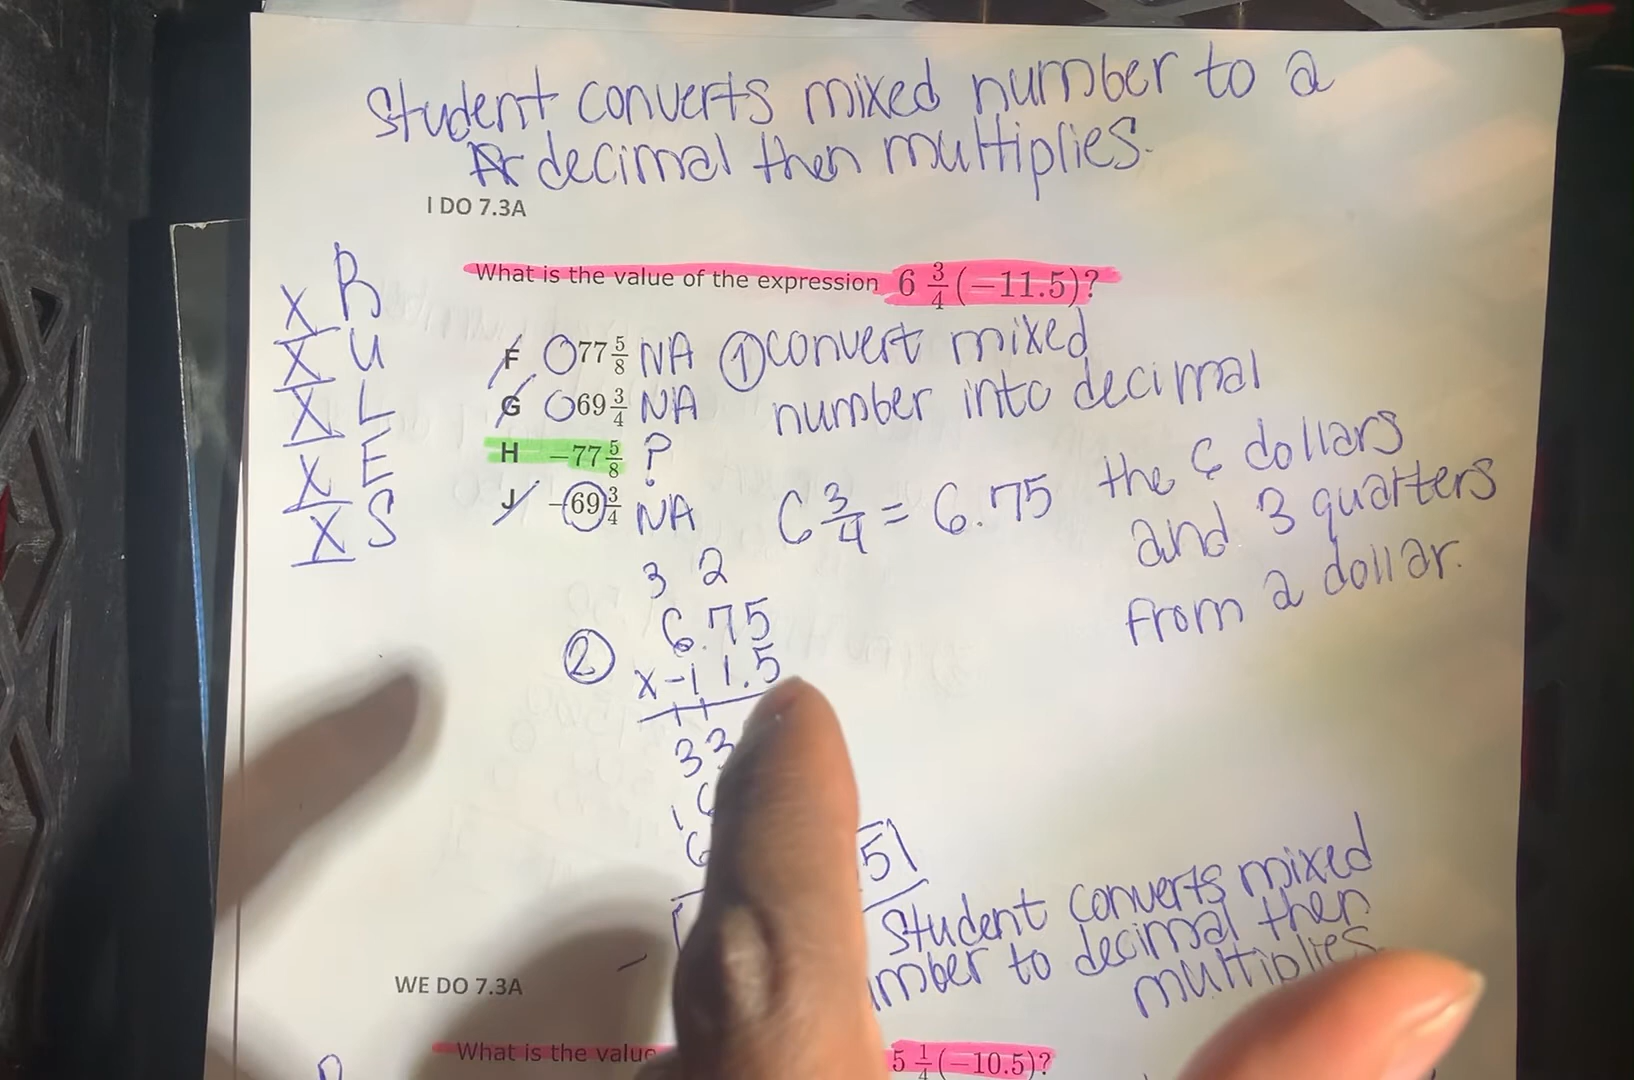 Student converts mixed number to a
decimal then multiplies.
I DO 7.3A
What is the value of the expression 6 3/4 (−11.5)?
X R
X U
X L
X E
X S
F 77 5/8 NA
G 69 3/4 NA
H −77 5/8 ?
J −69 3/4 NA
① convert mixed
number into decimal
6 3/4 = 6.75
the 6 dollars
and 3 quarters
from a dollar.
3 2
② 6.75
x -11.5
33
51
Student converts mixed
to decimal then
multiplies
WE DO 7.3A
What is the 5 1/4 (−10.5)?